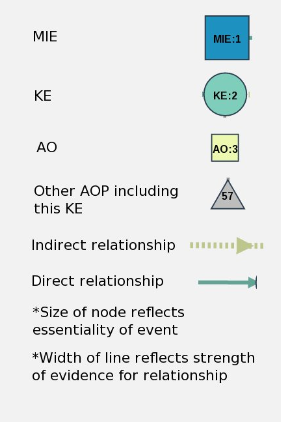 MIE
MIE:1
KE
KE:2
AO
AO:3
Other AOP including
this KE
57
Indirect relationship
Direct relationship
*Size of node reflects
essentiality of event
*Width of line reflects strength
of evidence for relationship